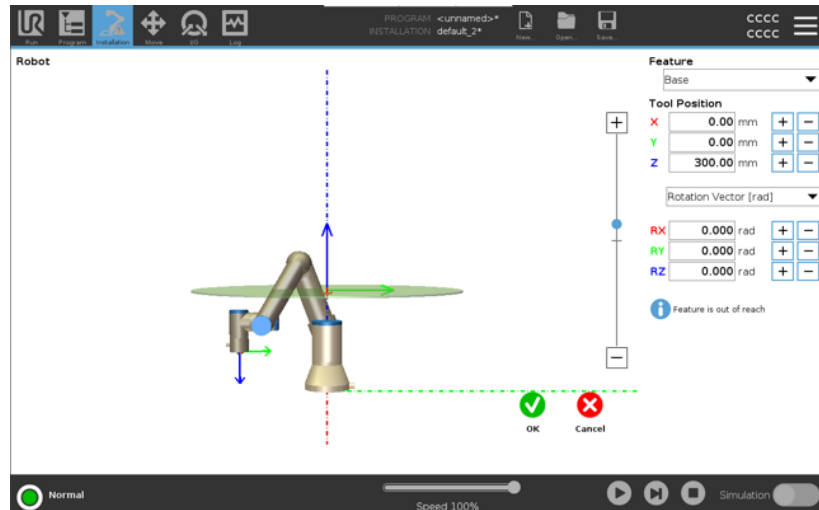 UR
Run
Program
Installation
Move
I/O
Log
PROGRAM <unnamed>*
INSTALLATION default_2*
New...
Open...
Save...
cccc
cccc
Robot
Feature
Base
Tool Position
X 0.00 mm + −
Y 0.00 mm + −
Z 300.00 mm + −
Rotation Vector [rad]
RX 0.000 rad + −
RY 0.000 rad + −
RZ 0.000 rad + −
i Feature is out of reach
+
−
OK
Cancel
Normal
Speed 100%
Simulation